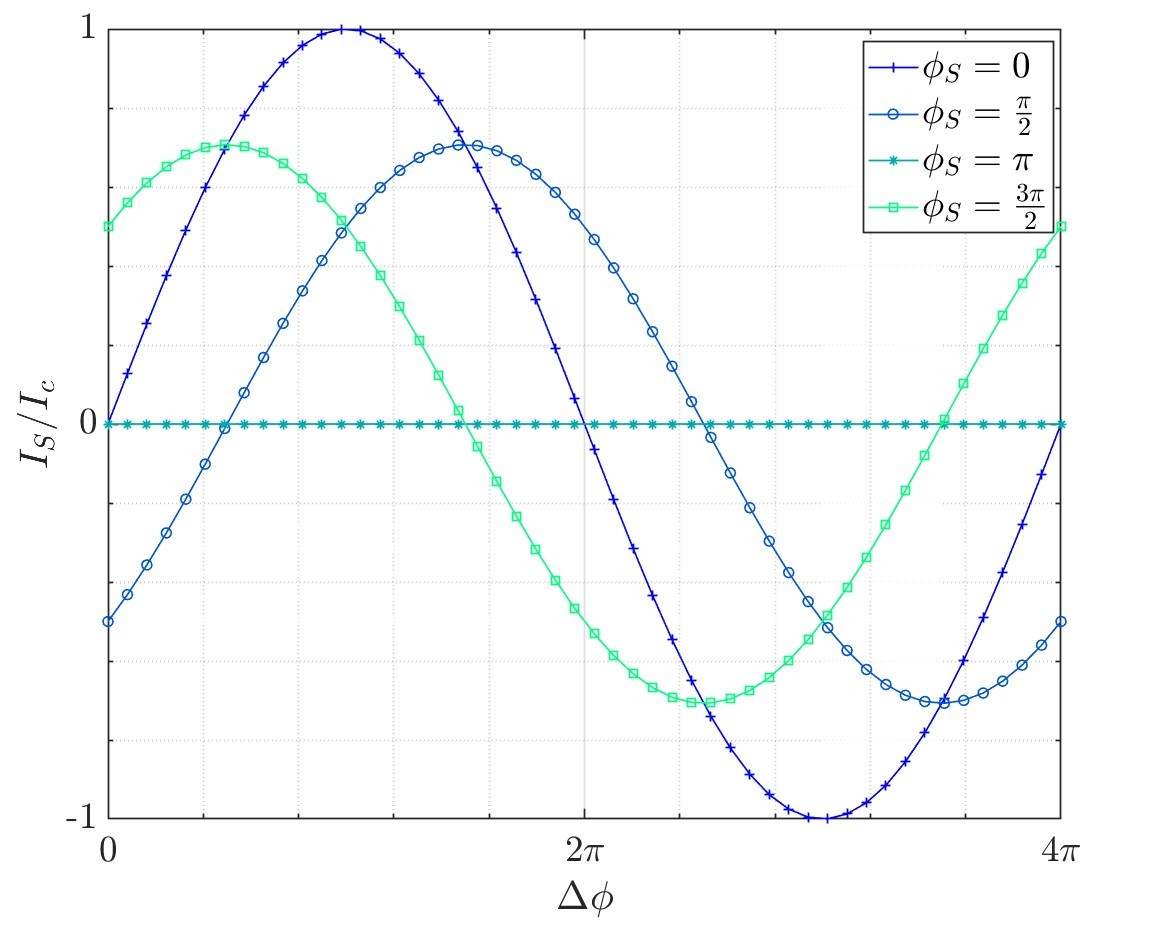 1
0
-1
I_S/I_c
0
2π
4π
Δϕ
ϕ_S = 0
ϕ_S = π/2
ϕ_S = π
ϕ_S = 3π/2